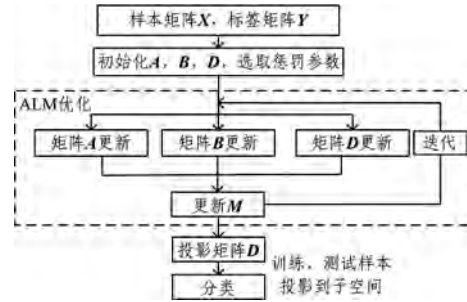 样本矩阵X，标签矩阵Y
初始化A，B，D，选取惩罚参数
ALM优化
矩阵A更新 矩阵B更新 矩阵D更新 迭代
更新M
投影矩阵D
训练、测试样本
投影到子空间
分类